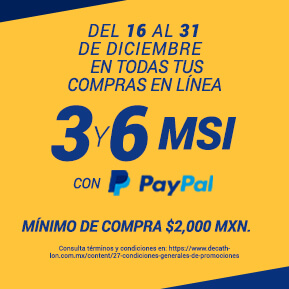 DEL 16 AL 31
DE DICIEMBRE
EN TODAS TUS
COMPRAS EN LÍNEA
3 Y 6 MSI
CON PayPal
MÍNIMO DE COMPRA $2,000 MXN.
Consulta términos y condiciones en: https://www.decath-
lon.com.mx/content/27-condiciones-generales-de-promociones